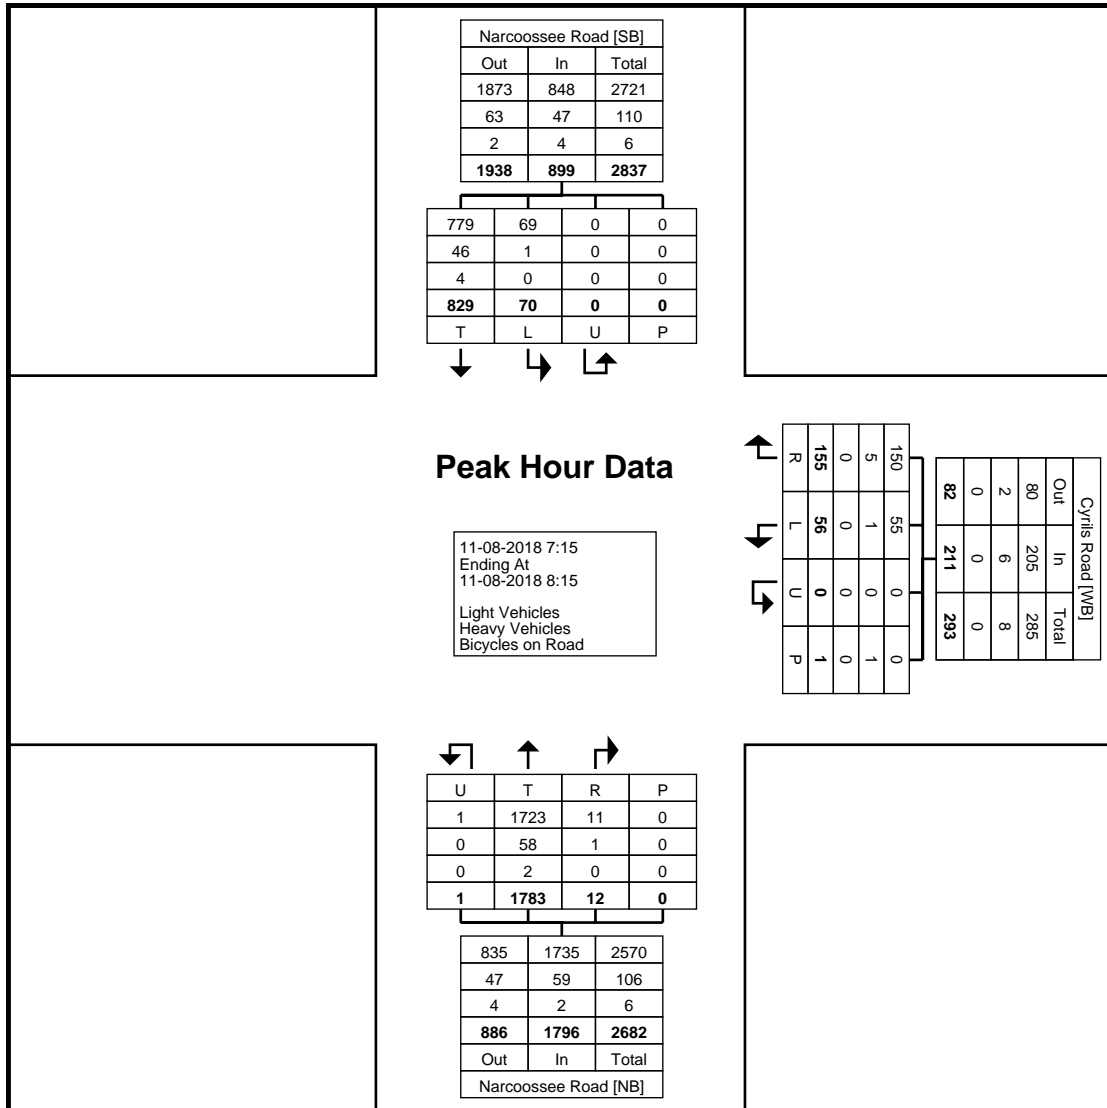 Narcoossee Road [SB]
Out In Total
1873 848 2721
63 47 110
2 4 6
1938 899 2837
779 69 0 0
46 1 0 0
4 0 0 0
829 70 0 0
T L U P
Peak Hour Data
11-08-2018 7:15
Ending At
11-08-2018 8:15
Light Vehicles
Heavy Vehicles
Bicycles on Road
Cyrils Road [WB]
Out In Total
80 205 285
2 6 8
0 0 0
82 211 293
150 55 0 0
5 1 0 1
0 0 0 0
155 56 0 1
R L U P
U T R P
1 1723 11 0
0 58 1 0
0 2 0 0
1 1783 12 0
835 1735 2570
47 59 106
4 2 6
886 1796 2682
Out In Total
Narcoossee Road [NB]